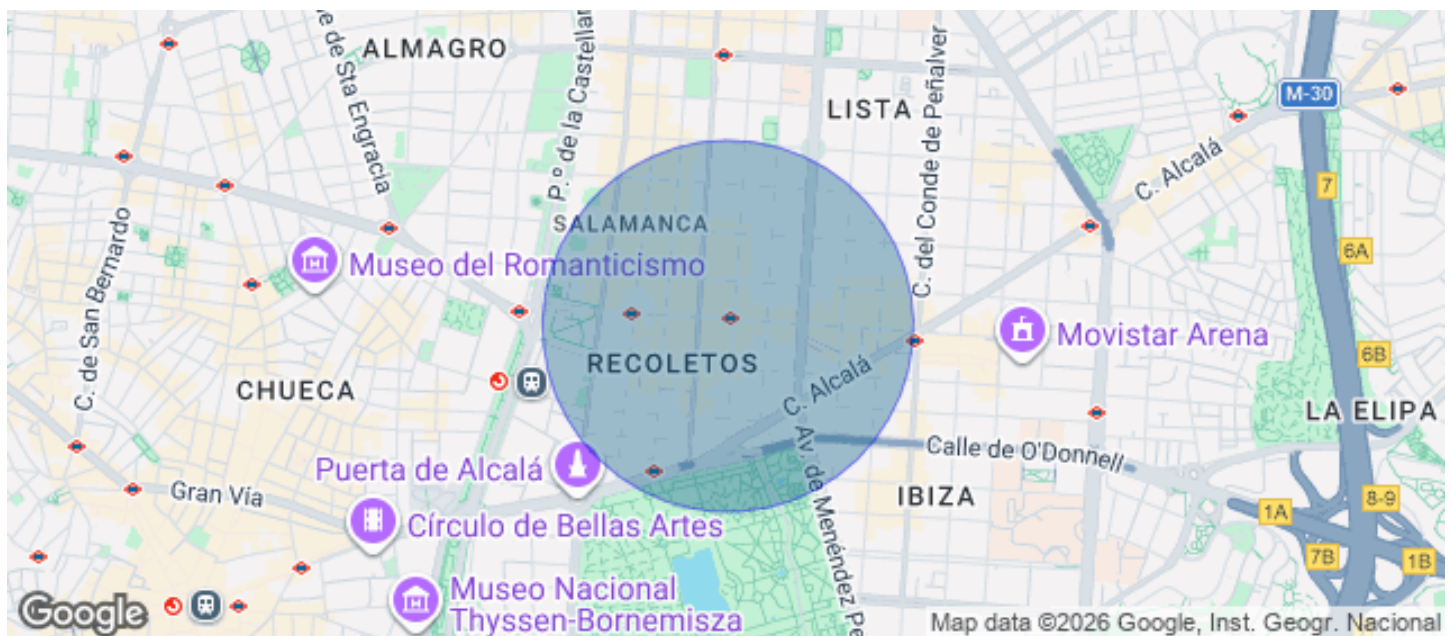 e de Sta Engracia
ALMAGRO
P.º de la Castellan
LISTA
C. del Conde de Peñalver
M-30
7
C. Alcalá
6A
SALAMANCA
Museo del Romanticismo
C. de San Bernardo
Movistar Arena
6B
RECOLETOS
CHUECA
C. Alcalá
LA ELIPA
Puerta de Alcalá
Calle de O'Donnell
C. Av. de Menéndez Pe
IBIZA
Gran Vía
8-9
1A
Círculo de Bellas Artes
7B
1B
Museo Nacional
Thyssen-Bornemisza
Google
Map data ©2026 Google, Inst. Geogr. Nacional